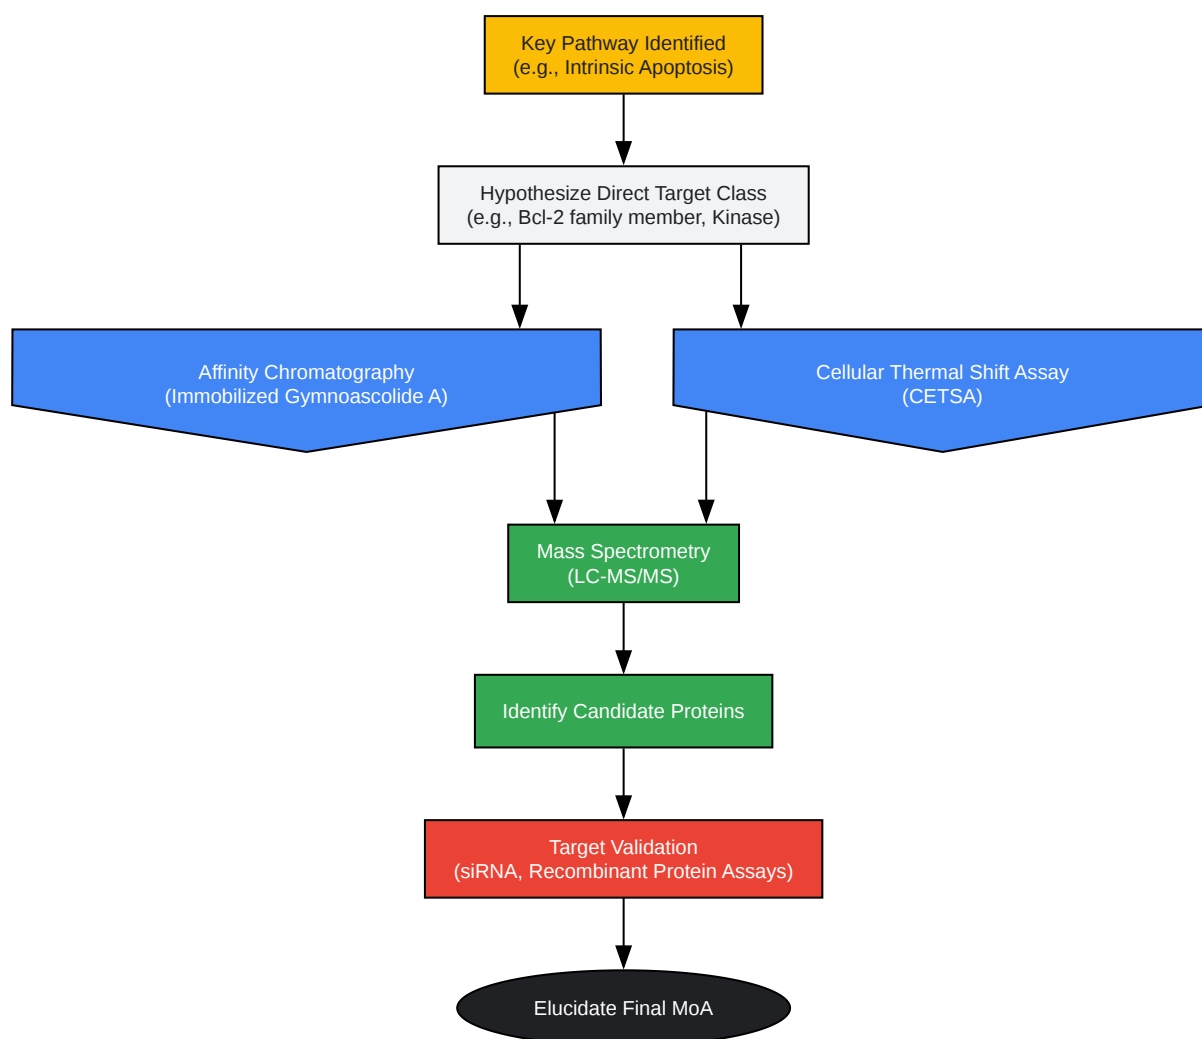 Key Pathway Identified
(e.g., Intrinsic Apoptosis)
Hypothesize Direct Target Class
(e.g., Bcl-2 family member, Kinase)
Affinity Chromatography
(Immobilized Gymnoascolide A)
Cellular Thermal Shift Assay
(CETSA)
Mass Spectrometry
(LC-MS/MS)
Identify Candidate Proteins
Target Validation
(siRNA, Recombinant Protein Assays)
Elucidate Final MoA